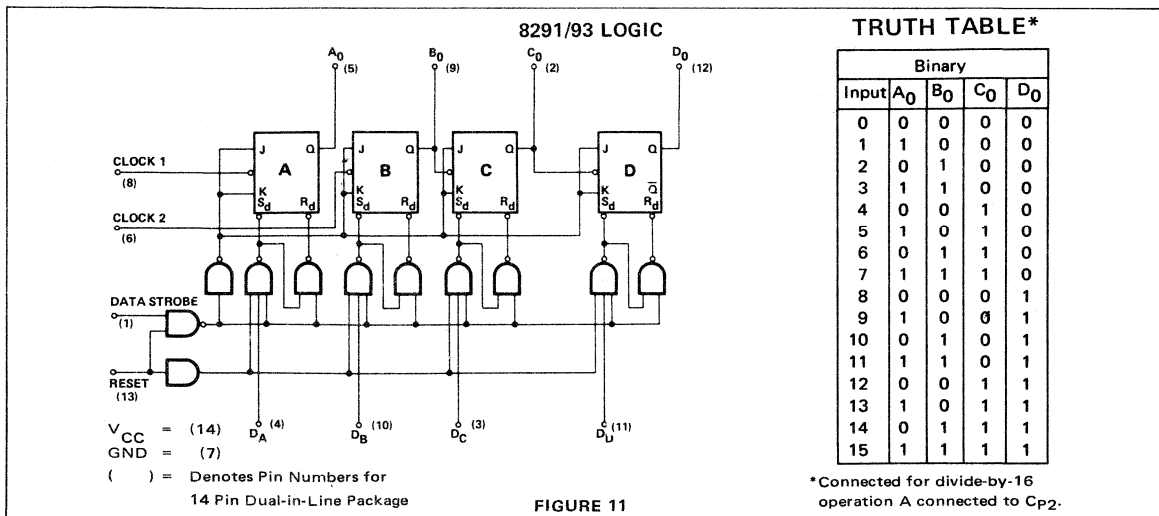 8291/93 LOGIC
A0 (5)
B0 (9)
C0 (2)
D0 (12)
J Q
A
K
Sd Rd
J Q
B
K
Sd Rd
J Q
C
K
Sd Rd
J Q
D
K Q̅
Sd Rd
CLOCK 1
(8)
CLOCK 2
(6)
DATA STROBE
(1)
RESET
(13)
DA (4)
DB (10)
DC (3)
DD (11)
VCC = (14)
GND = (7)
( ) = Denotes Pin Numbers for
14 Pin Dual-in-Line Package
FIGURE 11
TRUTH TABLE*
Binary
Input A0 B0 C0 D0
0 0 0 0 0
1 1 0 0 0
2 0 1 0 0
3 1 1 0 0
4 0 0 1 0
5 1 0 1 0
6 0 1 1 0
7 1 1 1 0
8 0 0 0 1
9 1 0 0 1
10 0 1 0 1
11 1 1 0 1
12 0 0 1 1
13 1 0 1 1
14 0 1 1 1
15 1 1 1 1
*Connected for divide-by-16
operation A connected to CP2.